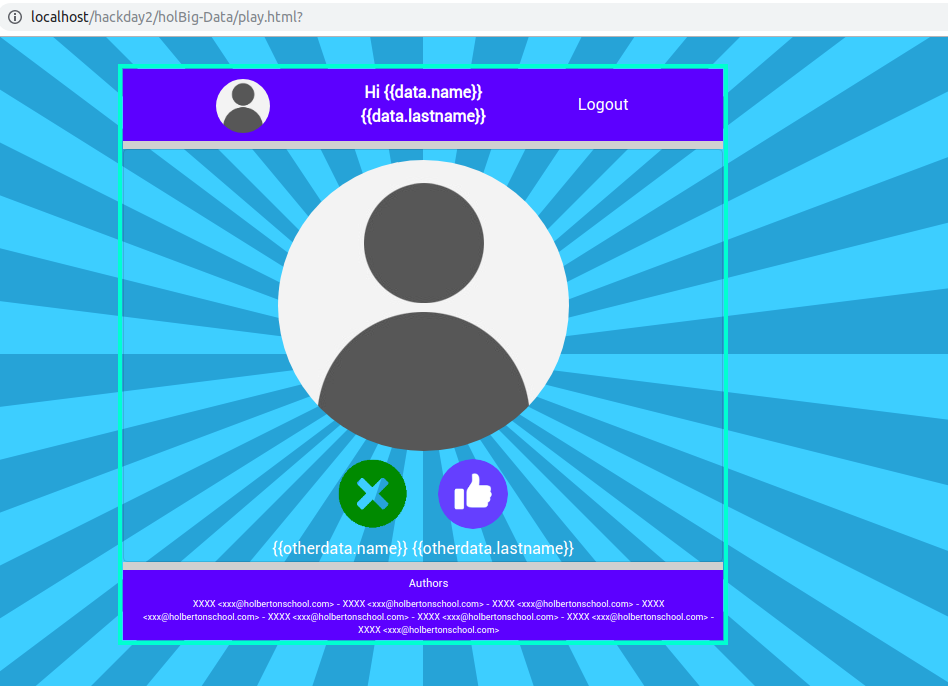 localhost/hackday2/holBig-Data/play.html?
Hi {{data.name}}
{{data.lastname}}
Logout
{{otherdata.name}} {{otherdata.lastname}}
Authors
XXXX <xxx@holbertonschool.com> - XXXX <xxx@holbertonschool.com> - XXXX <xxx@holbertonschool.com> - XXXX
<xxx@holbertonschool.com> - XXXX <xxx@holbertonschool.com> - XXXX <xxx@holbertonschool.com> - XXXX <xxx@holbertonschool.com> -
XXXX <xxx@holbertonschool.com>